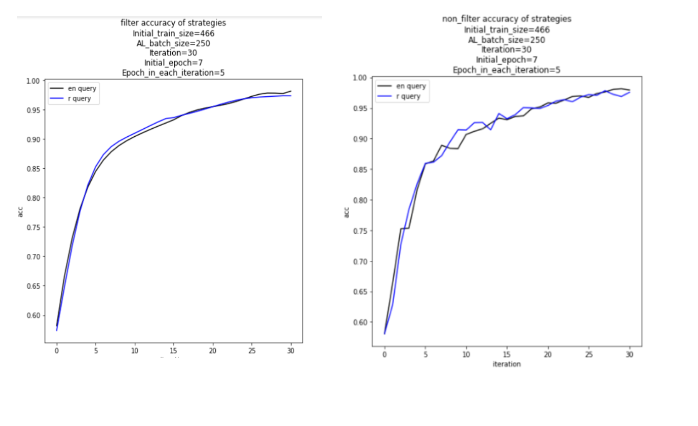 filter accuracy of strategies
Initial_train_size=466
AL_batch_size=250
Iteration=30
Initial_epoch=7
Epoch_in_each_iteration=5
en query
r query
1.00
0.95
0.90
0.85
0.80
0.75
0.70
0.65
0.60
acc
0 5 10 15 20 25 30
non_filter accuracy of strategies
Initial_train_size=466
AL_batch_size=250
Iteration=30
Initial_epoch=7
Epoch_in_each_iteration=5
en query
r query
1.00
0.95
0.90
0.85
0.80
0.75
0.70
0.65
0.60
acc
0 5 10 15 20 25 30
iteration